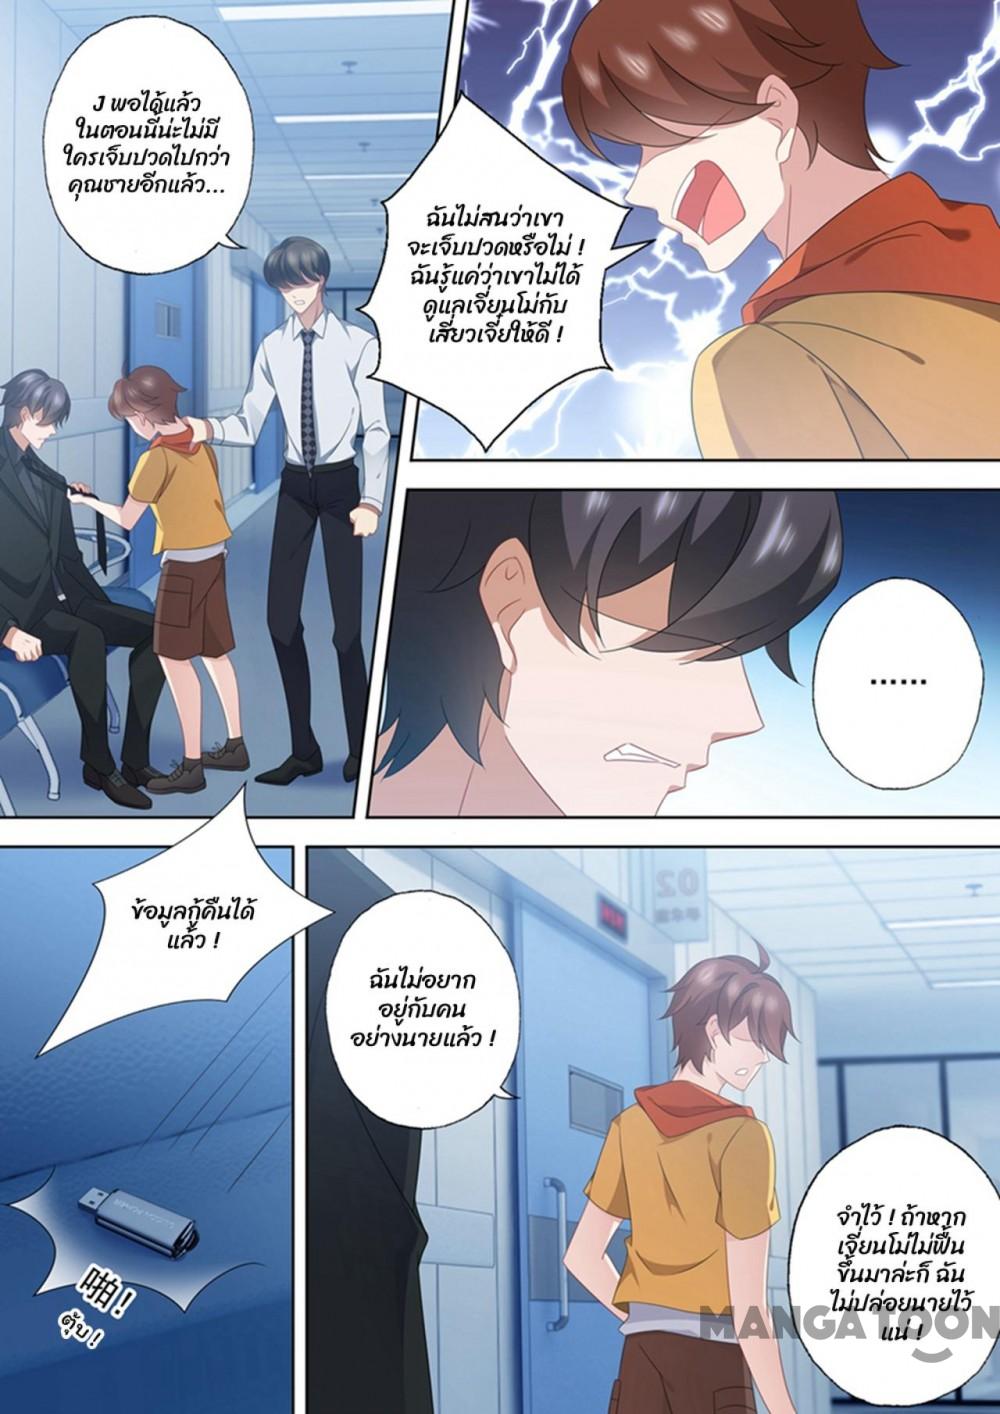 J พอได้แล้ว
ในตอนนี้น่ะไม่มี
ใครเจ็บปวดไปกว่า
คุณชายอีกแล้ว...
ฉันไม่สนว่าเขา
จะเจ็บปวดหรือไม่ !
ฉันรู้แค่ว่าเขาไม่ได้
ดูแลเจี่ยนโม่กับ
เสี่ยวเจี๋ยให้ดี !
......
ข้อมูลกู้คืนได้
แล้ว !
啪!
ตุ้บ !
ฉันไม่อยาก
อยู่กับคน
อย่างนายแล้ว !
02
จำไว้ ! ถ้าหาก
เจี่ยนโม่ไม่ฟื้น
ขึ้นมาล่ะก็ ฉัน
ไม่ปล่อยนายไว้
แน่ !
MANGATOON